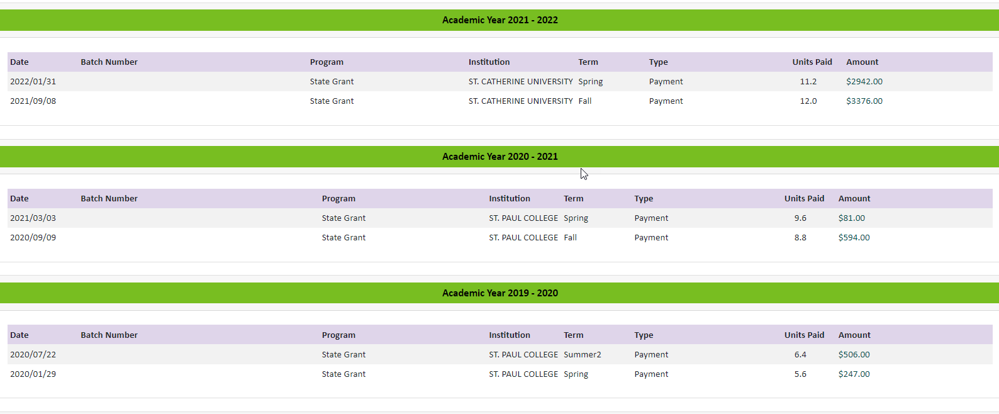 Academic Year 2021 - 2022
Date Batch Number Program Institution Term Type Units Paid Amount
2022/01/31 State Grant ST. CATHERINE UNIVERSITY Spring Payment 11.2 $2942.00
2021/09/08 State Grant ST. CATHERINE UNIVERSITY Fall Payment 12.0 $3376.00
Academic Year 2020 - 2021
Date Batch Number Program Institution Term Type Units Paid Amount
2021/03/03 State Grant ST. PAUL COLLEGE Spring Payment 9.6 $81.00
2020/09/09 State Grant ST. PAUL COLLEGE Fall Payment 8.8 $594.00
Academic Year 2019 - 2020
Date Batch Number Program Institution Term Type Units Paid Amount
2020/07/22 State Grant ST. PAUL COLLEGE Summer2 Payment 6.4 $506.00
2020/01/29 State Grant ST. PAUL COLLEGE Spring Payment 5.6 $247.00